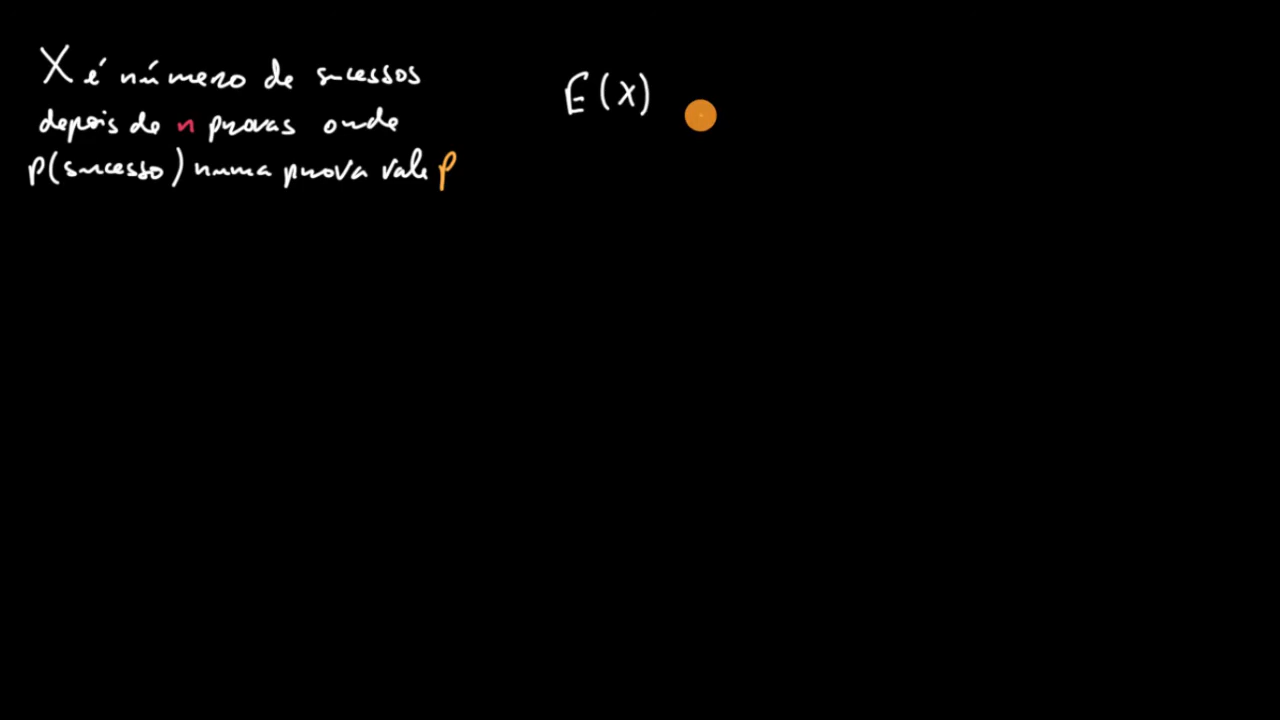 X é número de sucessos
depois de n provas onde
P(sucesso) numa prova vale p
E(X)